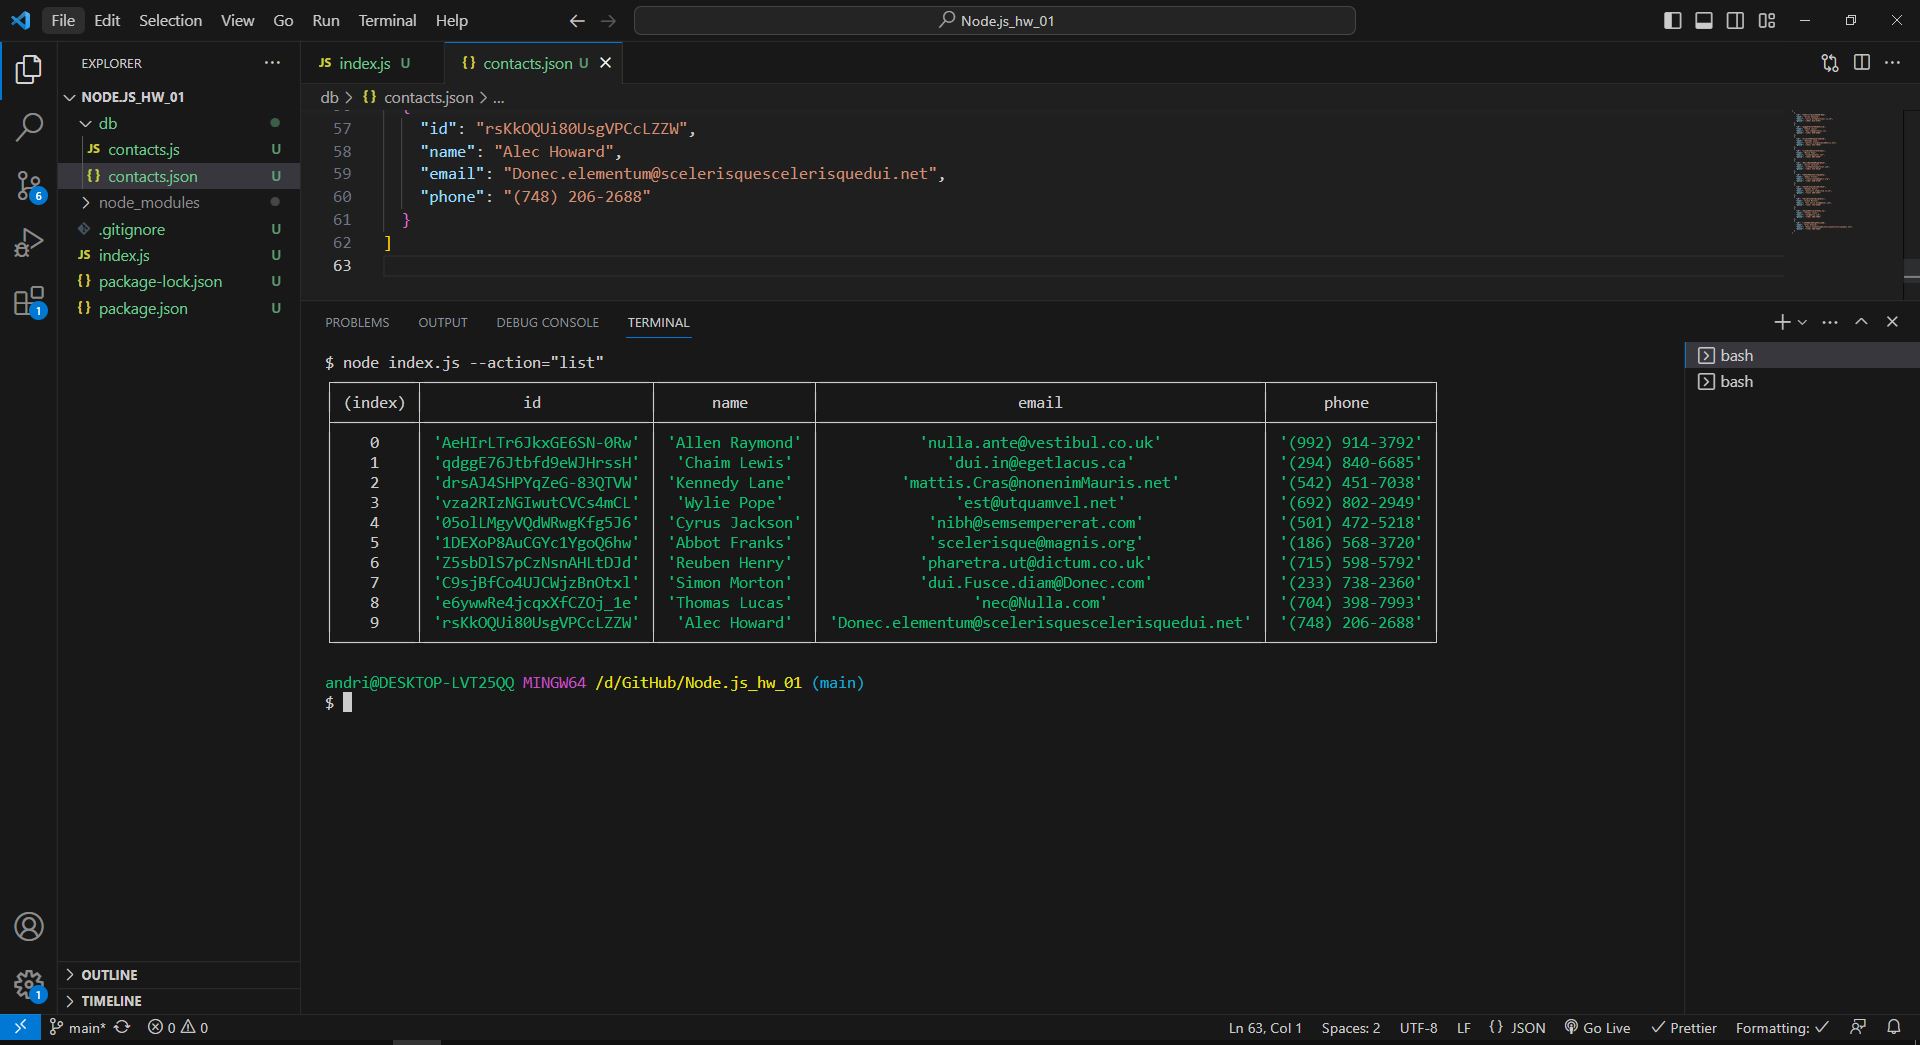 File Edit Selection View Go Run Terminal Help
Node.js_hw_01
EXPLORER
NODE.JS_HW_01
db
JS contacts.js U
{} contacts.json U
node_modules
.gitignore U
JS index.js U
{} package-lock.json U
{} package.json U
OUTLINE
TIMELINE
6
1
1
JS index.js U
{} contacts.json U
db > {} contacts.json > ...
57 "id": "rsKkOQUi80UsgVPCcLZZW",
58 "name": "Alec Howard",
59 "email": "Donec.elementum@scelerisquescelerisquedui.net",
60 "phone": "(748) 206-2688"
61 }
62 ]
63
PROBLEMS OUTPUT DEBUG CONSOLE TERMINAL
$ node index.js --action="list"
(index) id name email phone
0 'AeHIrLTr6JkxGE6SN-0Rw' 'Allen Raymond' 'nulla.ante@vestibul.co.uk' '(992) 914-3792'
1 'qdggE76Jtbfd9eWJHrssH' 'Chaim Lewis' 'dui.in@egetlacus.ca' '(294) 840-6685'
2 'drsAJ4SHPYqZeG-83QTVW' 'Kennedy Lane' 'mattis.Cras@nonenimMauris.net' '(542) 451-7038'
3 'vza2RIzNGIwutCVCs4mCL' 'Wylie Pope' 'est@utquamvel.net' '(692) 802-2949'
4 '05olLMgyVQdWRwgKfg5J6' 'Cyrus Jackson' 'nibh@semsempererat.com' '(501) 472-5218'
5 '1DEXoP8AuCGYc1YgoQ6hw' 'Abbot Franks' 'scelerisque@magnis.org' '(186) 568-3720'
6 'Z5sbDlS7pCzNsnAHLtDJd' 'Reuben Henry' 'pharetra.ut@dictum.co.uk' '(715) 598-5792'
7 'C9sjBfCo4UJCWjzBnOtxl' 'Simon Morton' 'dui.Fusce.diam@Donec.com' '(233) 738-2360'
8 'e6ywwRe4jcqxXfCZOj_1e' 'Thomas Lucas' 'nec@Nulla.com' '(704) 398-7993'
9 'rsKkOQUi80UsgVPCcLZZW' 'Alec Howard' 'Donec.elementum@scelerisquescelerisquedui.net' '(748) 206-2688'
andri@DESKTOP-LVT25QQ MINGW64 /d/GitHub/Node.js_hw_01 (main)
$
bash
bash
main* 0 0 Ln 63, Col 1 Spaces: 2 UTF-8 LF {} JSON Go Live Prettier Formatting: